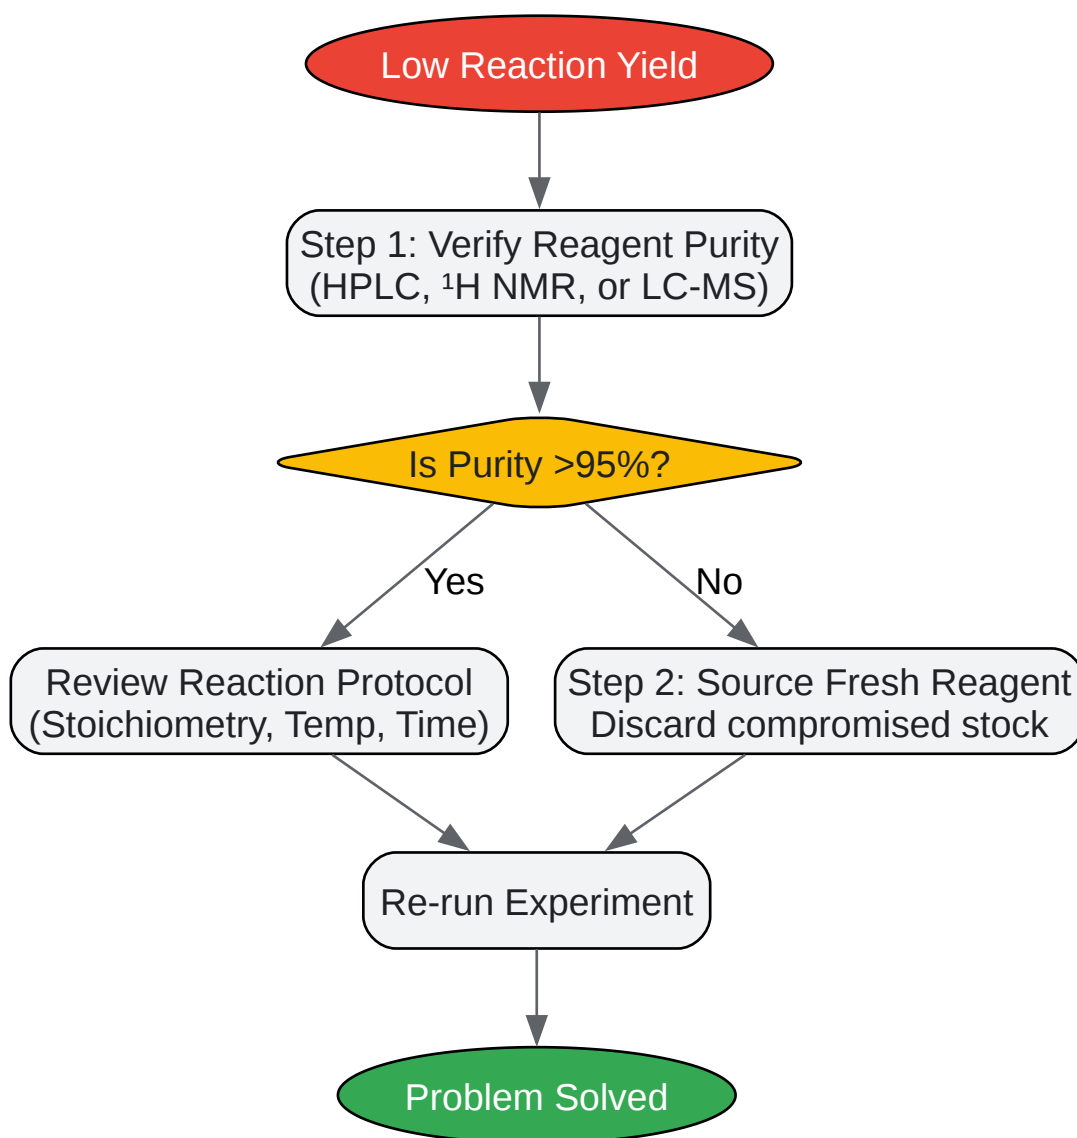 Low Reaction Yield
Step 1: Verify Reagent Purity
(HPLC, ¹H NMR, or LC-MS)
Is Purity >95%?
Yes
No
Review Reaction Protocol
(Stoichiometry, Temp, Time)
Step 2: Source Fresh Reagent
Discard compromised stock
Re-run Experiment
Problem Solved